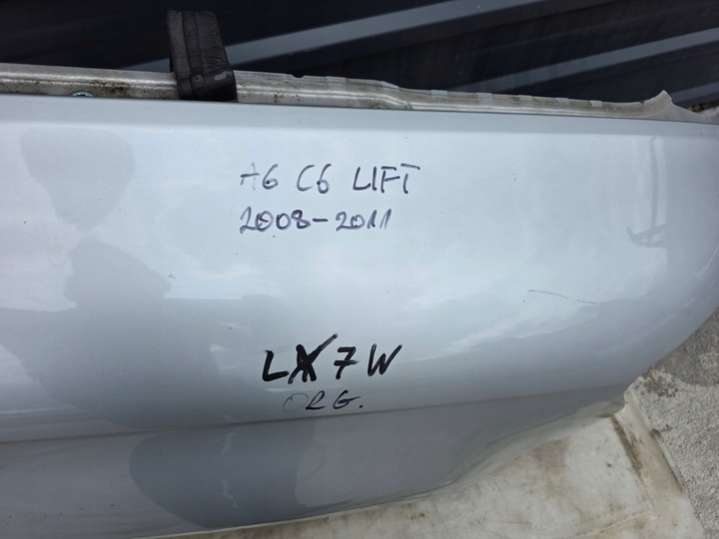 A6 C6 LIFT
2008-2011
LX7W
ORG.